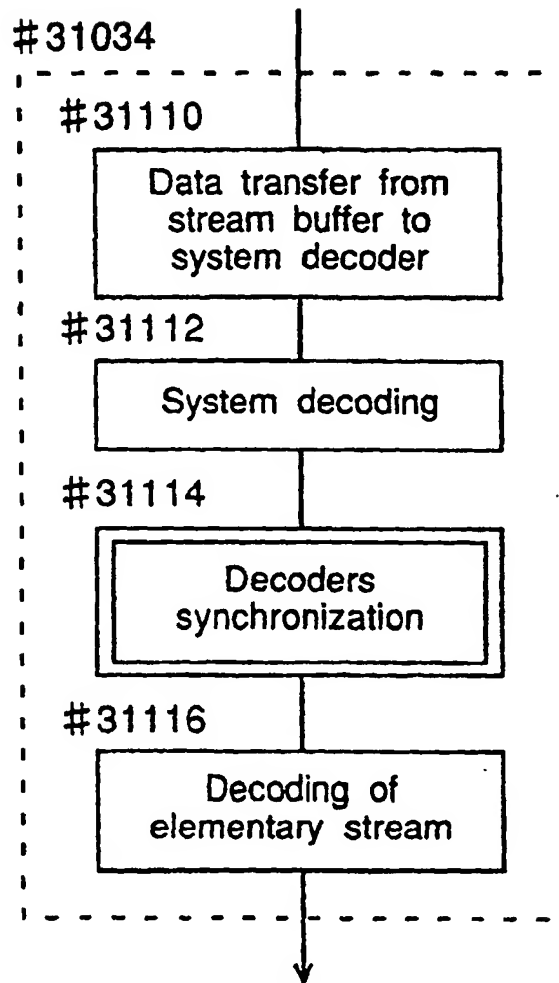 #31034
#31110
Data transfer from
stream buffer to
system decoder
#31112
System decoding
#31114
Decoders
synchronization
#31116
Decoding of
elementary stream